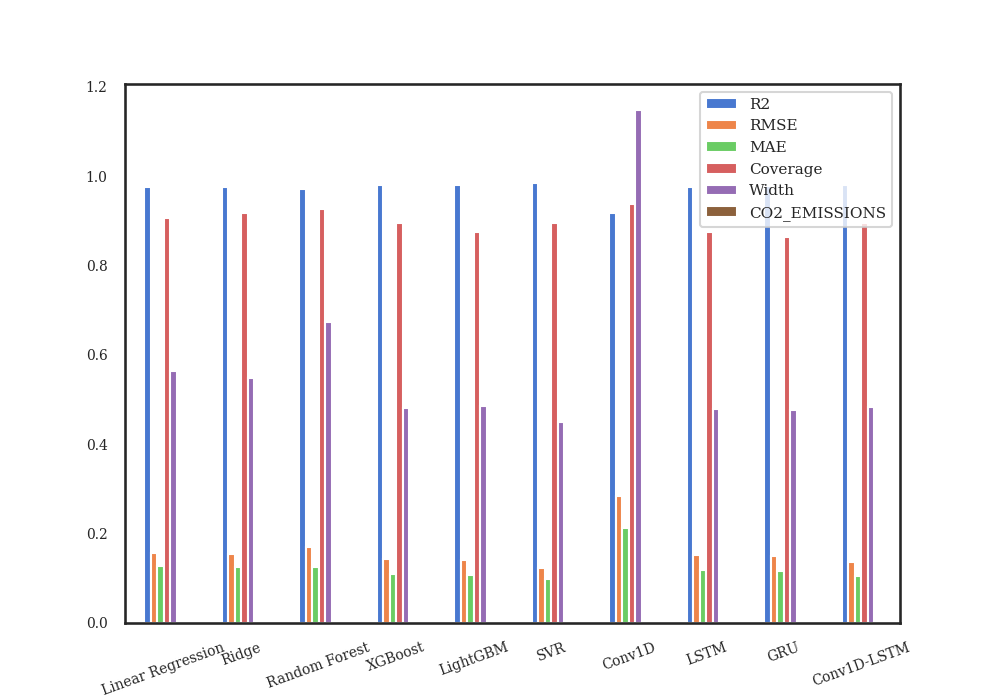 1.2
1.0
0.8
0.6
0.4
0.2
0.0
R2
RMSE
MAE
Coverage
Width
CO2_EMISSIONS
Linear Regression
Ridge
Random Forest
XGBoost
LightGBM
SVR
Conv1D
LSTM
GRU
Conv1D-LSTM